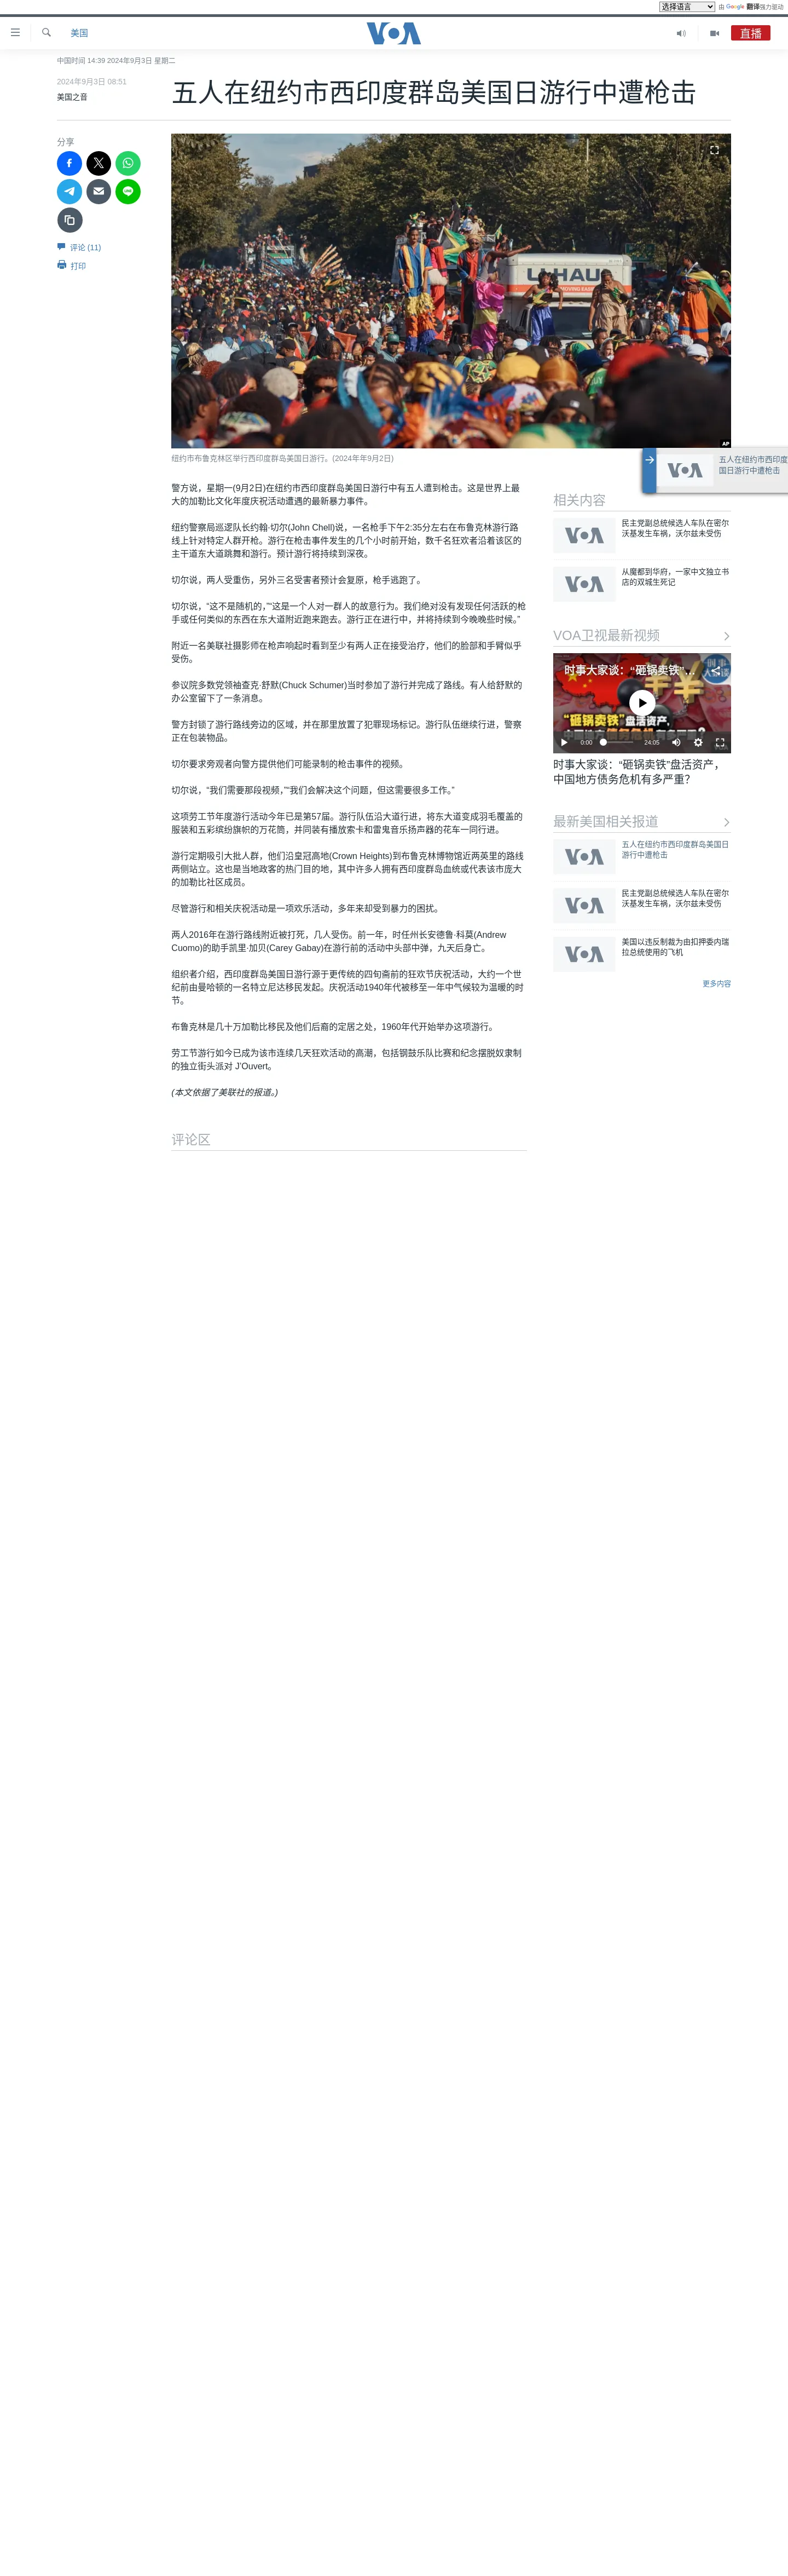 选择语言 由 Google 翻译强力驱动
美国
VOA
直播
中国时间 14:39 2024年9月3日 星期二
2024年9月3日 08:51
美国之音
五人在纽约市西印度群岛美国日游行中遭枪击
分享
评论 (11)
打印
U-HAUL
AP
纽约市布鲁克林区举行西印度群岛美国日游行。(2024年年9月2日)
警方说，星期一(9月2日)在纽约市西印度群岛美国日游行中有五人遭到枪击。这是世界上最
大的加勒比文化年度庆祝活动遭遇的最新暴力事件。
纽约警察局巡逻队长约翰·切尔(John Chell)说，一名枪手下午2:35分左右在布鲁克林游行路
线上针对特定人群开枪。游行在枪击事件发生的几个小时前开始，数千名狂欢者沿着该区的
主干道东大道跳舞和游行。预计游行将持续到深夜。
切尔说，两人受重伤，另外三名受害者预计会复原，枪手逃跑了。
切尔说，“这不是随机的，”“这是一个人对一群人的故意行为。我们绝对没有发现任何活跃的枪
手或任何类似的东西在东大道附近跑来跑去。游行正在进行中，并将持续到今晚晚些时候。”
附近一名美联社摄影师在枪声响起时看到至少有两人正在接受治疗，他们的脸部和手臂似乎
受伤。
参议院多数党领袖查克·舒默(Chuck Schumer)当时参加了游行并完成了路线。有人给舒默的
办公室留下了一条消息。
警方封锁了游行路线旁边的区域，并在那里放置了犯罪现场标记。游行队伍继续行进，警察
正在包装物品。
切尔要求旁观者向警方提供他们可能录制的枪击事件的视频。
切尔说，“我们需要那段视频，”“我们会解决这个问题，但这需要很多工作。”
这项劳工节年度游行活动今年已是第57届。游行队伍沿大道行进，将东大道变成羽毛覆盖的
服装和五彩缤纷旗帜的万花筒，并同装有播放索卡和雷鬼音乐扬声器的花车一同行进。
游行定期吸引大批人群，他们沿皇冠高地(Crown Heights)到布鲁克林博物馆近两英里的路线
两侧站立。这也是当地政客的热门目的地，其中许多人拥有西印度群岛血统或代表该市庞大
的加勒比社区成员。
尽管游行和相关庆祝活动是一项欢乐活动，多年来却受到暴力的困扰。
两人2016年在游行路线附近被打死，几人受伤。前一年，时任州长安德鲁·科莫(Andrew
Cuomo)的助手凯里·加贝(Carey Gabay)在游行前的活动中头部中弹，九天后身亡。
组织者介绍，西印度群岛美国日游行源于更传统的四旬斋前的狂欢节庆祝活动，大约一个世
纪前由曼哈顿的一名特立尼达移民发起。庆祝活动1940年代被移至一年中气候较为温暖的时
节。
布鲁克林是几十万加勒比移民及他们后裔的定居之处，1960年代开始举办这项游行。
劳工节游行如今已成为该市连续几天狂欢活动的高潮，包括钢鼓乐队比赛和纪念摆脱奴隶制
的独立街头派对 J’Ouvert。
(本文依据了美联社的报道。)
评论区
VOA
五人在纽约市西印度
国日游行中遭枪击
相关内容
VOA
民主党副总统候选人车队在密尔
沃基发生车祸，沃尔兹未受伤
VOA
从魔都到华府，一家中文独立书
店的双城生死记
VOA卫视最新视频
时事大家谈：“砸锅卖铁”…
“砸锅卖铁”盘活资产，
0:00 24:05
时事大家谈：“砸锅卖铁”盘活资产，
中国地方债务危机有多严重？
最新美国相关报道
VOA
五人在纽约市西印度群岛美国日
游行中遭枪击
VOA
民主党副总统候选人车队在密尔
沃基发生车祸，沃尔兹未受伤
VOA
美国以违反制裁为由扣押委内瑞
拉总统使用的飞机
更多内容